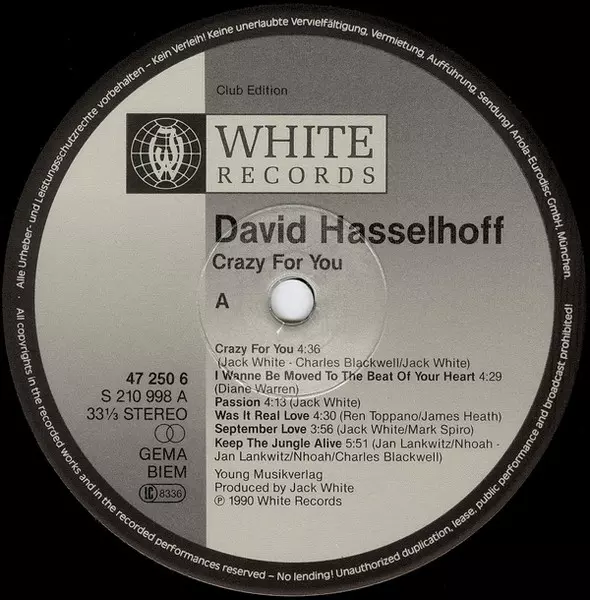 Alle Urheber- und Leistungsschutzrechte vorbehalten – Kein Verleih! Keine unerlaubte Vervielfältigung, Vermietung, Aufführung, Sendung! Ariola-Eurodisc GmbH, München.
Club Edition
WHITE
RECORDS
David Hasselhoff
Crazy For You
A
Crazy For You 4:36
(Jack White - Charles Blackwell/Jack White)
I Wanne Be Moved To The Beat Of Your Heart 4:29
(Diane Warren)
Passion 4:13 (Jack White)
Was It Real Love 4:30 (Ren Toppano/James Heath)
September Love 3:56 (Jack White/Mark Spiro)
Keep The Jungle Alive 5:51 (Jan Lankwitz/Nhoah -
Jan Lankwitz/Nhoah/Charles Blackwell)
Young Musikverlag
Produced by Jack White
℗ 1990 White Records
47 250 6
S 210 998 A
33⅓ STEREO
GEMA
BIEM
LC 8336
· All copyrights in the records and in the recorded works and in the recorded performances reserved – No lending! Unauthorized duplication, lease, public performance and broadcast prohibited!